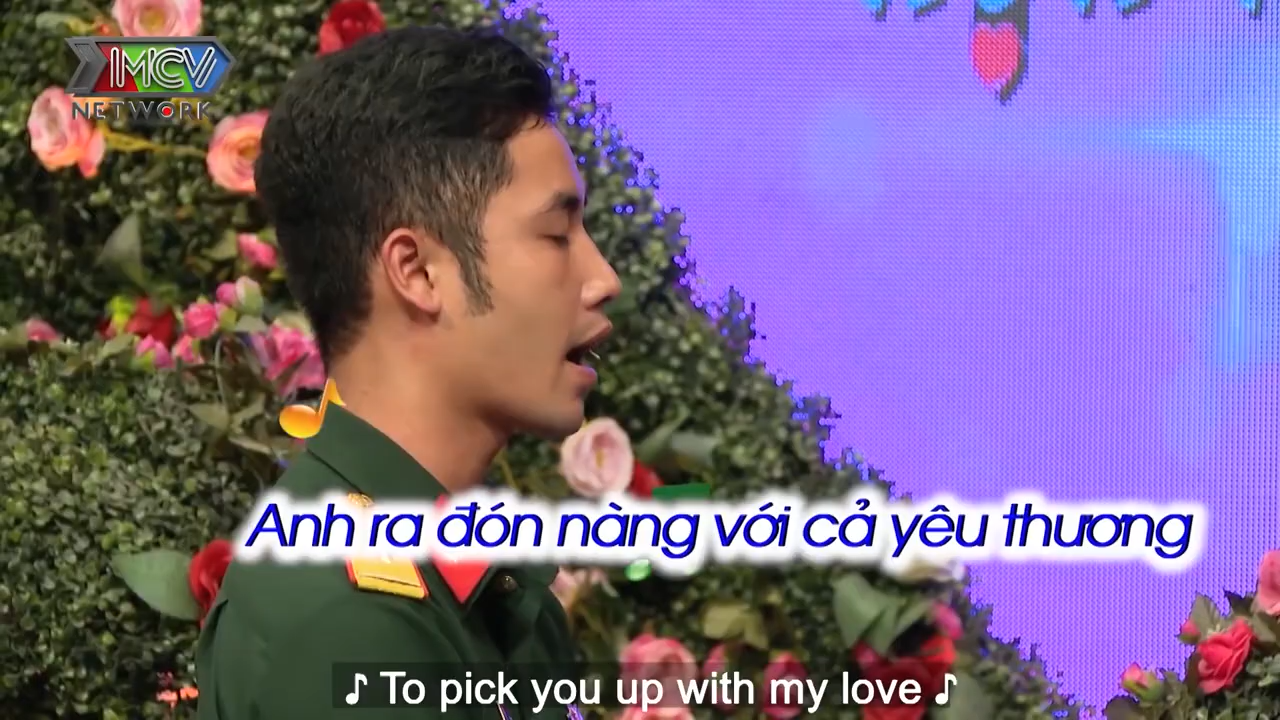 MCV
NETWORK
Anh ra đón nàng với cả yêu thương
♪ To pick you up with my love ♪